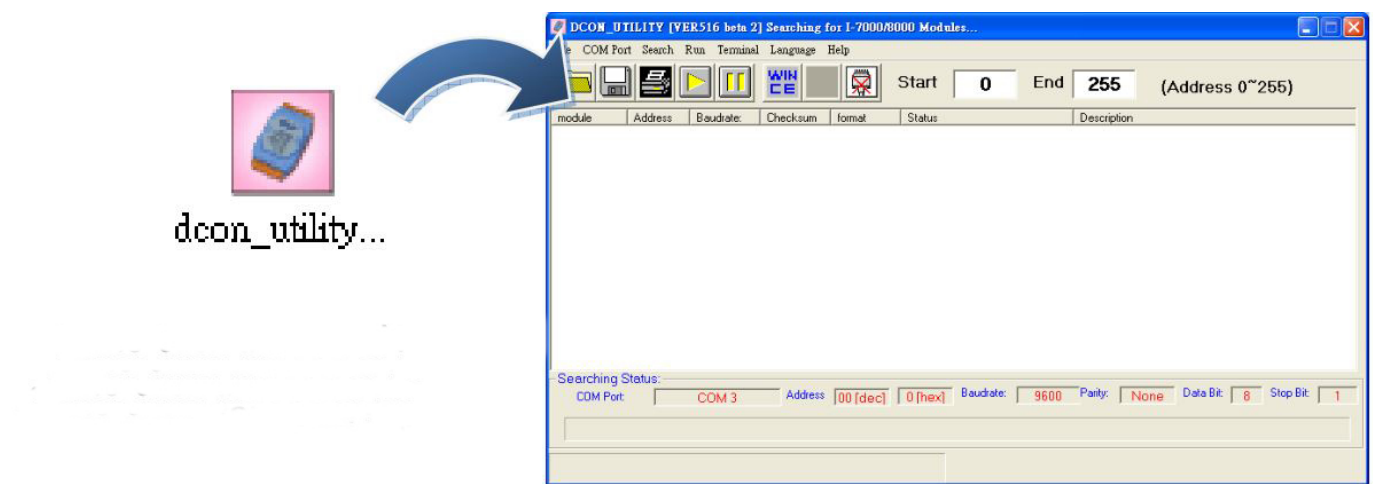 dcon_utility...
DCON_UTILITY [VER516 beta 2] Searching for I-7000/8000 Modules...
COM Port Search Run Terminal Language Help
WIN CE Start 0 End 255 (Address 0~255)
module Address Baudrate: Checksum format Status Description
Searching Status:
COM Port: COM 3 Address 00 [dec] 0 [hex] Baudrate: 9600 Parity: None Data Bit: 8 Stop Bit: 1